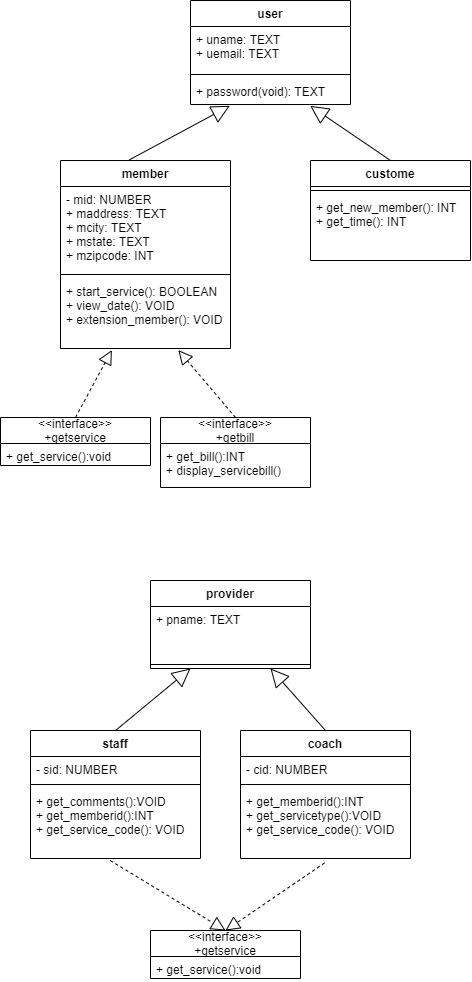 user
+ uname: TEXT
+ uemail: TEXT
+ password(void): TEXT
member
- mid: NUMBER
+ maddress: TEXT
+ mcity: TEXT
+ mstate: TEXT
+ mzipcode: INT
+ start_service(): BOOLEAN
+ view_date(): VOID
+ extension_member(): VOID
custome
+ get_new_member(): INT
+ get_time(): INT
<<interface>>
+getservice
+ get_service():void
<<interface>>
+getbill
+ get_bill():INT
+ display_servicebill()
provider
+ pname: TEXT
staff
- sid: NUMBER
+ get_comments():VOID
+ get_memberid():INT
+ get_service_code(): VOID
coach
- cid: NUMBER
+ get_memberid():INT
+ get_servicetype():VOID
+ get_service_code(): VOID
<<interface>>
+getservice
+ get_service():void